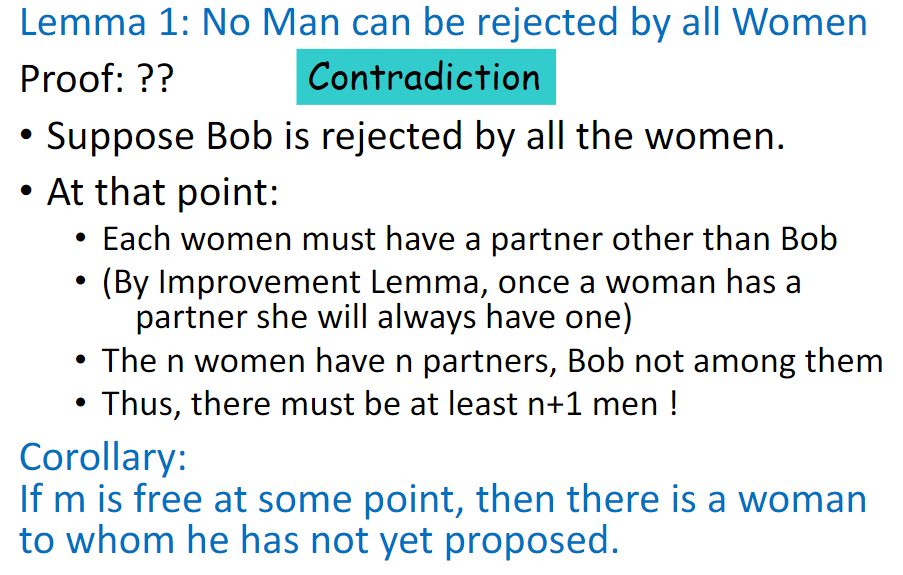 Lemma 1: No Man can be rejected by all Women
Proof: ??
Contradiction
• Suppose Bob is rejected by all the women.
• At that point:
• Each women must have a partner other than Bob
• (By Improvement Lemma, once a woman has a
partner she will always have one)
• The n women have n partners, Bob not among them
• Thus, there must be at least n+1 men !
Corollary:
If m is free at some point, then there is a woman
to whom he has not yet proposed.